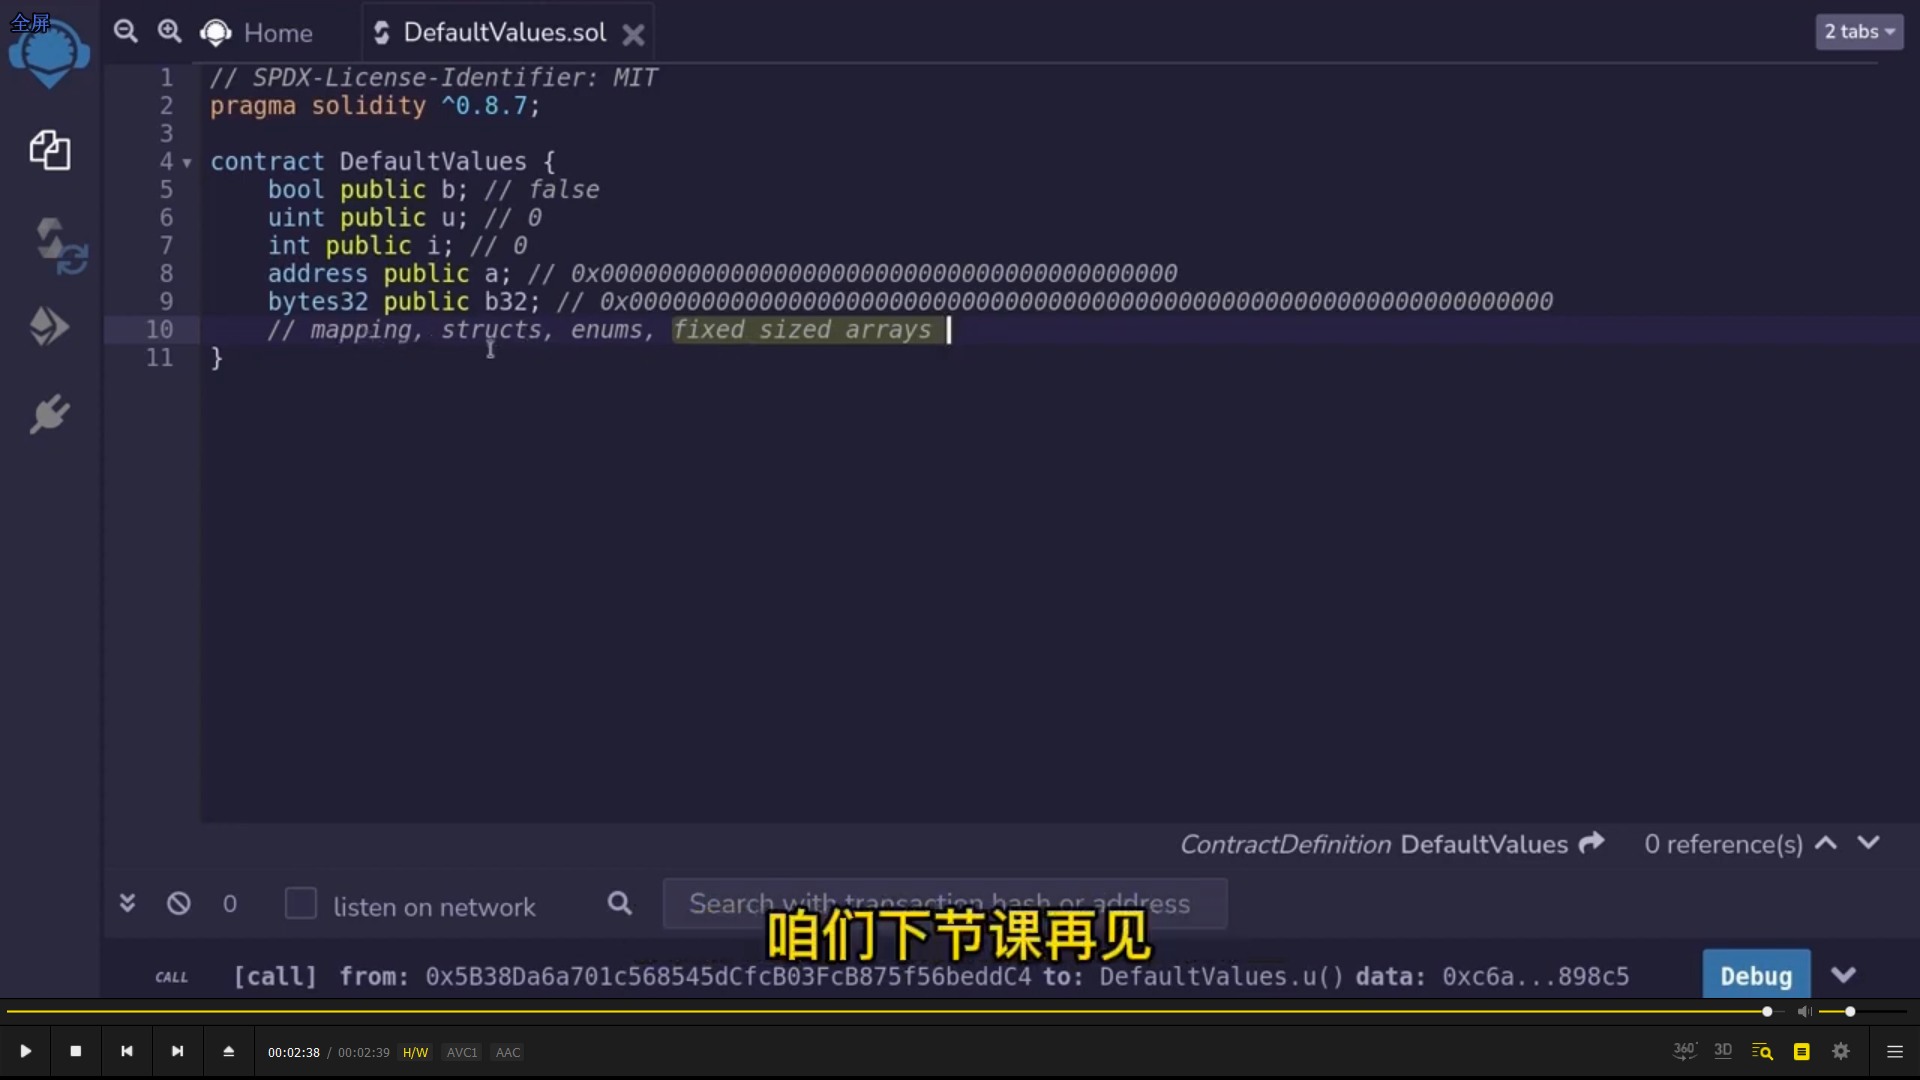 全屏
Home
DefaultValues.sol
2 tabs
1 // SPDX-License-Identifier: MIT
2 pragma solidity ^0.8.7;
3
4 contract DefaultValues {
5 bool public b; // false
6 uint public u; // 0
7 int public i; // 0
8 address public a; // 0x0000000000000000000000000000000000000000
9 bytes32 public b32; // 0x0000000000000000000000000000000000000000000000000000000000000000
10 // mapping, structs, enums, fixed sized arrays
11 }
ContractDefinition DefaultValues 0 reference(s)
0 listen on network Search with transaction hash or address
咱们下节课再见
CALL [call] from: 0x5B38Da6a701c568545dCfcB03FcB875f56beddC4 to: DefaultValues.u() data: 0xc6a...898c5 Debug
00:02:38 / 00:02:39 H/W AVC1 AAC 360° 3D